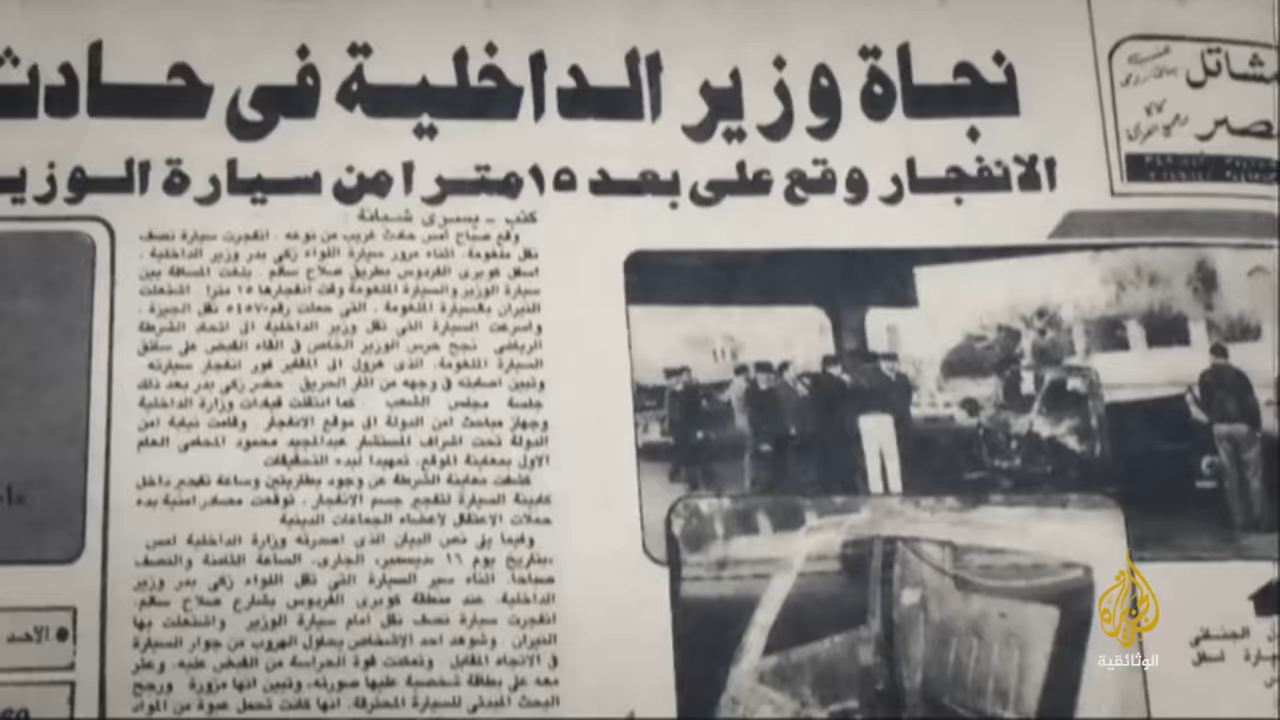 نجاة وزير الداخلية فى حادث
الانفجار وقع على بعد ١٥ مترا من سيارة الوزير
كتب ـ يسرى شبانة :
وقع صباح امس حادث غريب من نوعه . انفجرت سيارة نصف
نقل ملغومة. اثناء مرور سيارة اللواء زكى بدر وزير الداخلية .
اسفل كوبرى الفردوس بطريق صلاح سالم . بلغت المسافة بين
سيارة الوزير والسيارة الملغومة وقت انفجارها ١٥ مترا . اشتعلت
النيران بالسيارة الملغومة . التى حملت رقم ٥٤٥٧٠ نقل الجيزة .
واسرعت السيارة التى تقل وزير الداخلية الى اتحاد الشرطة
الرياضى . نجح حرس الوزير الخاص فى القاء القبض على سائق
السيارة الملغومة. الذى هرول الى المقابر فور انفجار سيارته
وتبين اصابته فى وجهه من اثار الحريق . حضر زكى بدر بعد ذلك
جلسة مجلس الشعب . كما انتقلت قيادات وزارة الداخلية
وجهاز مباحث امن الدولة الى موقع الانفجار . وقامت نيابة امن
الدولة تحت اشراف المستشار عبدالمجيد محمود المحامى العام
الاول بمعاينة الموقع. تمهيدا لبدء التحقيقات
كشفت معاينة الشرطة عن وجود بطاريتين وساعة تفجير داخل
كابينة السيارة لتفجير جسم الانفجار . توقعت مصادر امنية بدء
حملات الاعتقال لأعضاء الجماعات الدينية
وفيما يلى نص البيان الذى اصدرته وزارة الداخلية امس
.بتاريخ يوم ١٦ ديسمبر. الجارى. الساعة الثامنة والنصف
صباحا. اثناء سير السيارة التى تقل اللواء زكى بدر وزير
الداخلية. عند منطقة كوبرى الفردوس بشارع صلاح سالم.
انفجرت سيارة نصف نقل امام سيارة الوزير واشتعلت بها
النيران وشوهد احد الاشخاص يحاول الهروب من جوار السيارة
فى الاتجاه المقابل . وتمكنت قوة الحراسة من القبض عليه. وعثر
معه على بطاقة شخصية عليها صورته. وتبين انها مزورة ورجح
البحث المبدئى للسيارة المحترقة. انها كانت تحمل عبوة من المواد
مشاتل
مصر
● الأحد
الجزيرة
الوثائقية